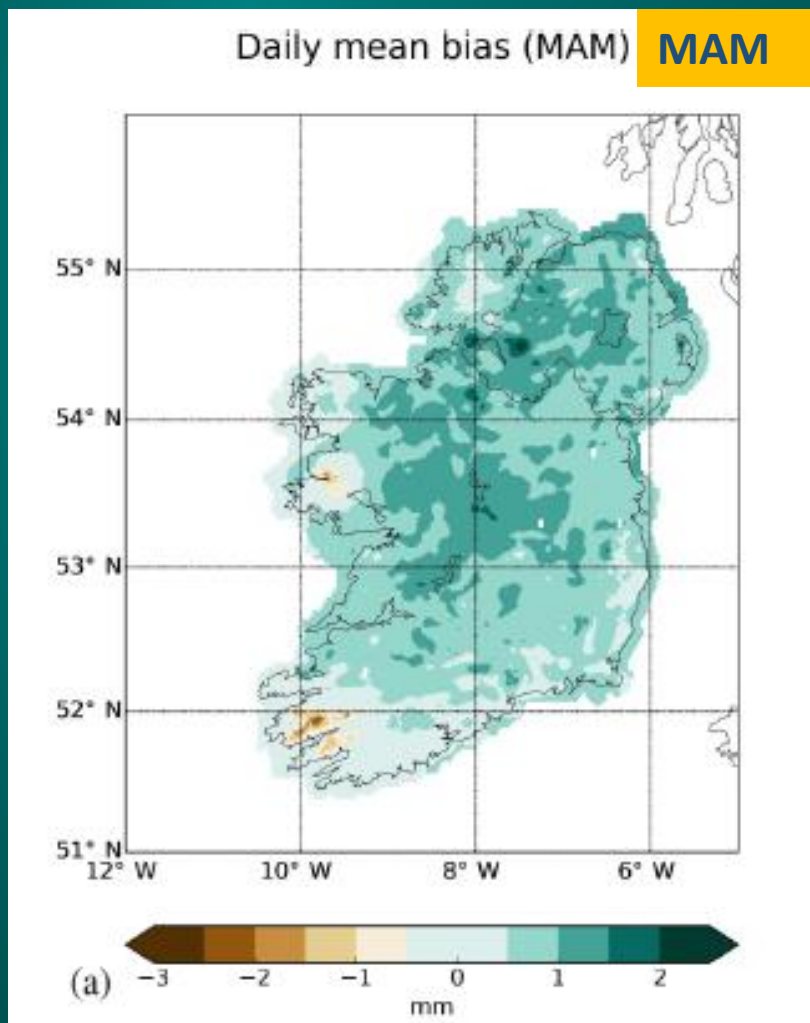 Daily mean bias (MAM)
MAM
55° N
54° N
53° N
52° N
51° N
12° W 10° W 8° W 6° W
(a) −3 −2 −1 0 1 2
mm